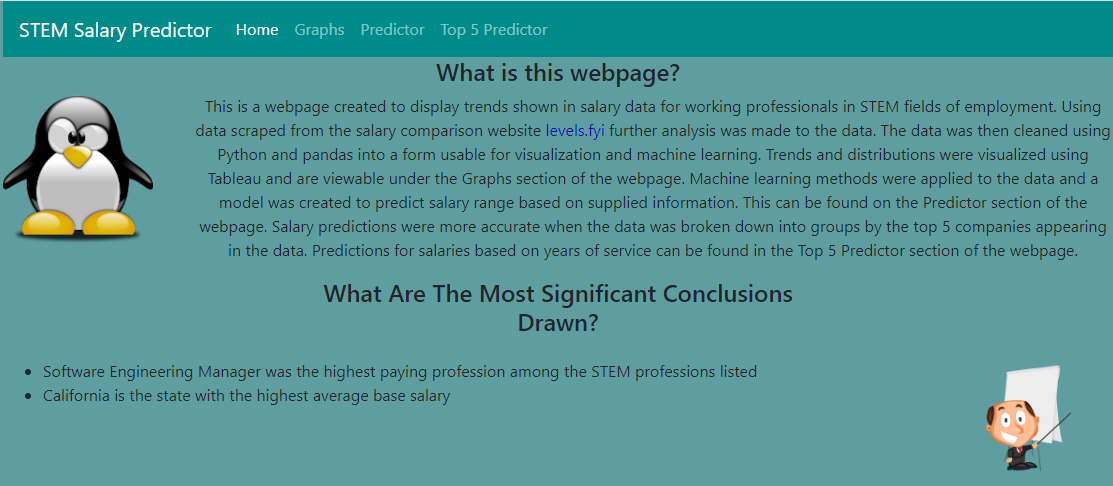 STEM Salary Predictor Home Graphs Predictor Top 5 Predictor
What is this webpage?
This is a webpage created to display trends shown in salary data for working professionals in STEM fields of employment. Using
data scraped from the salary comparison website levels.fyi further analysis was made to the data. The data was then cleaned using
Python and pandas into a form usable for visualization and machine learning. Trends and distributions were visualized using
Tableau and are viewable under the Graphs section of the webpage. Machine learning methods were applied to the data and a
model was created to predict salary range based on supplied information. This can be found on the Predictor section of the
webpage. Salary predictions were more accurate when the data was broken down into groups by the top 5 companies appearing
in the data. Predictions for salaries based on years of service can be found in the Top 5 Predictor section of the webpage.
What Are The Most Significant Conclusions
Drawn?
• Software Engineering Manager was the highest paying profession among the STEM professions listed
• California is the state with the highest average base salary